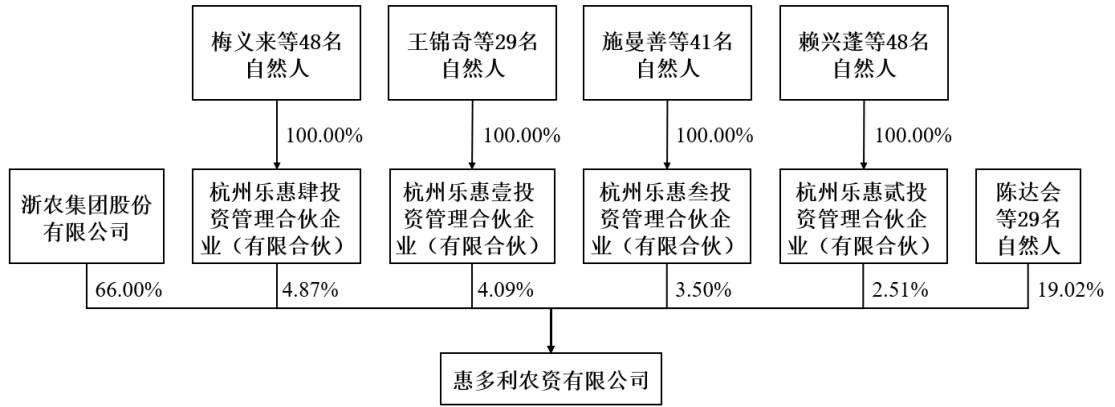 梅义来等48名
自然人
王锦奇等29名
自然人
施曼善等41名
自然人
赖兴蓬等48名
自然人
100.00%
100.00%
100.00%
100.00%
浙农集团股份
有限公司
杭州乐惠肆投
资管理合伙企
业（有限合伙）
杭州乐惠壹投
资管理合伙企
业（有限合伙）
杭州乐惠叁投
资管理合伙企
业（有限合伙）
杭州乐惠贰投
资管理合伙企
业（有限合伙）
陈达会
等29名
自然人
66.00%
4.87%
4.09%
3.50%
2.51%
19.02%
惠多利农资有限公司